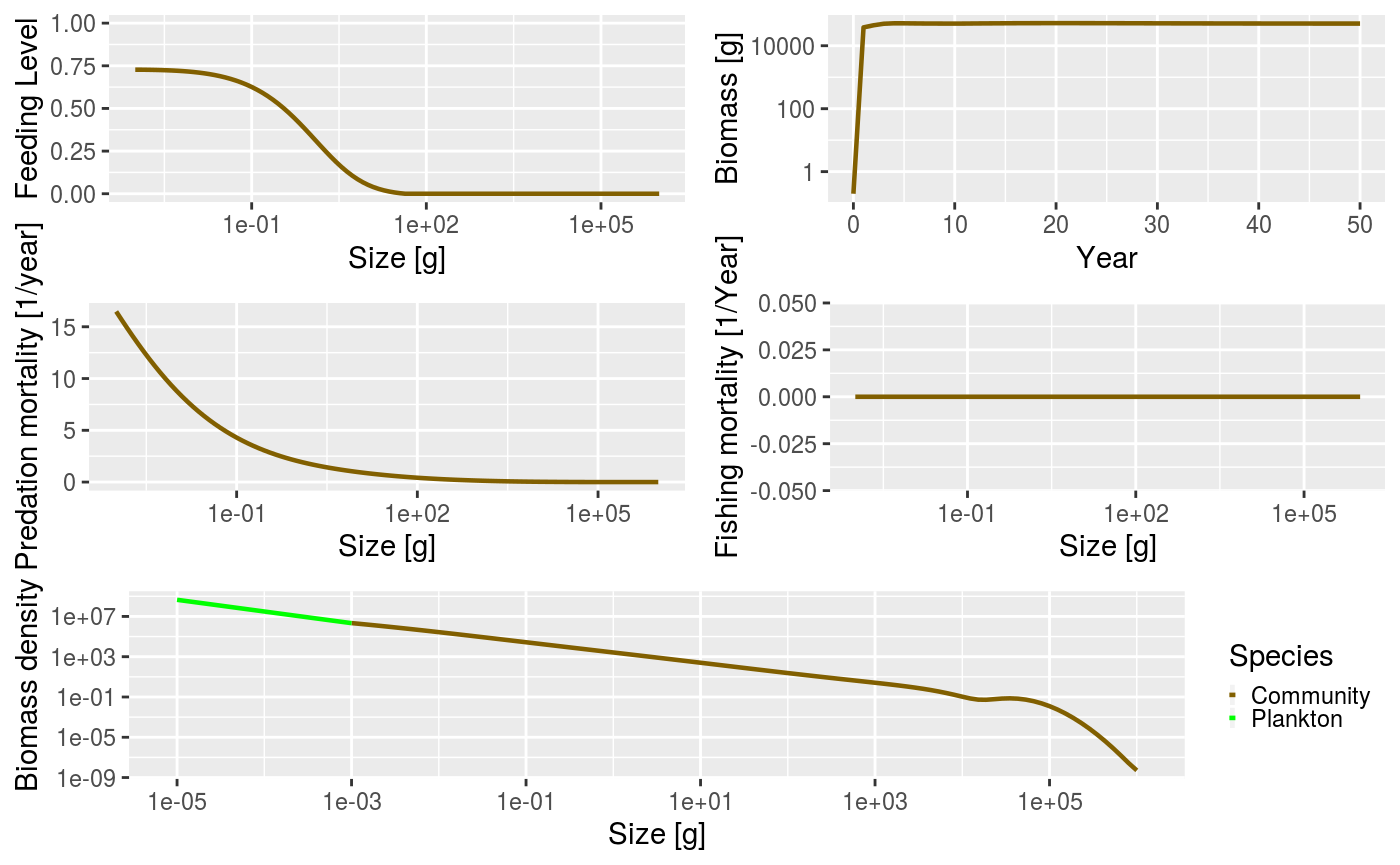 Feeding Level
1.00
0.75
0.50
0.25
0.00
1e-01 1e+02 1e+05
Size [g]
Biomass [g]
10000
100
1
0 10 20 30 40 50
Year
Predation mortality [1/year]
15
10
5
0
1e-01 1e+02 1e+05
Size [g]
Fishing mortality [1/Year]
0.050
0.025
0.000
-0.025
-0.050
1e-01 1e+02 1e+05
Size [g]
Biomass density
1e+07
1e+03
1e-01
1e-05
1e-09
1e-05 1e-03 1e-01 1e+01 1e+03 1e+05
Size [g]
Species
Community
Plankton